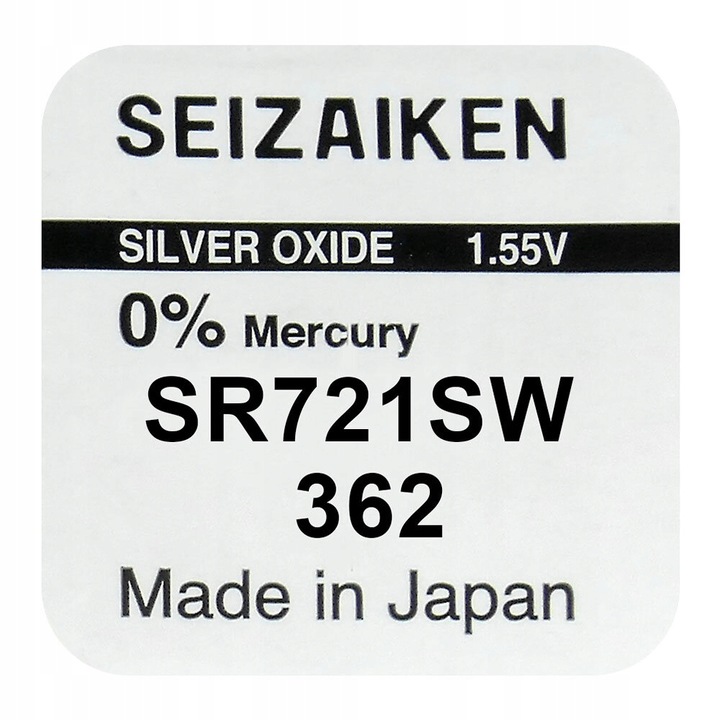 SEIZAIKEN
SILVER OXIDE 1.55V
0% Mercury
SR721SW
362
Made in Japan